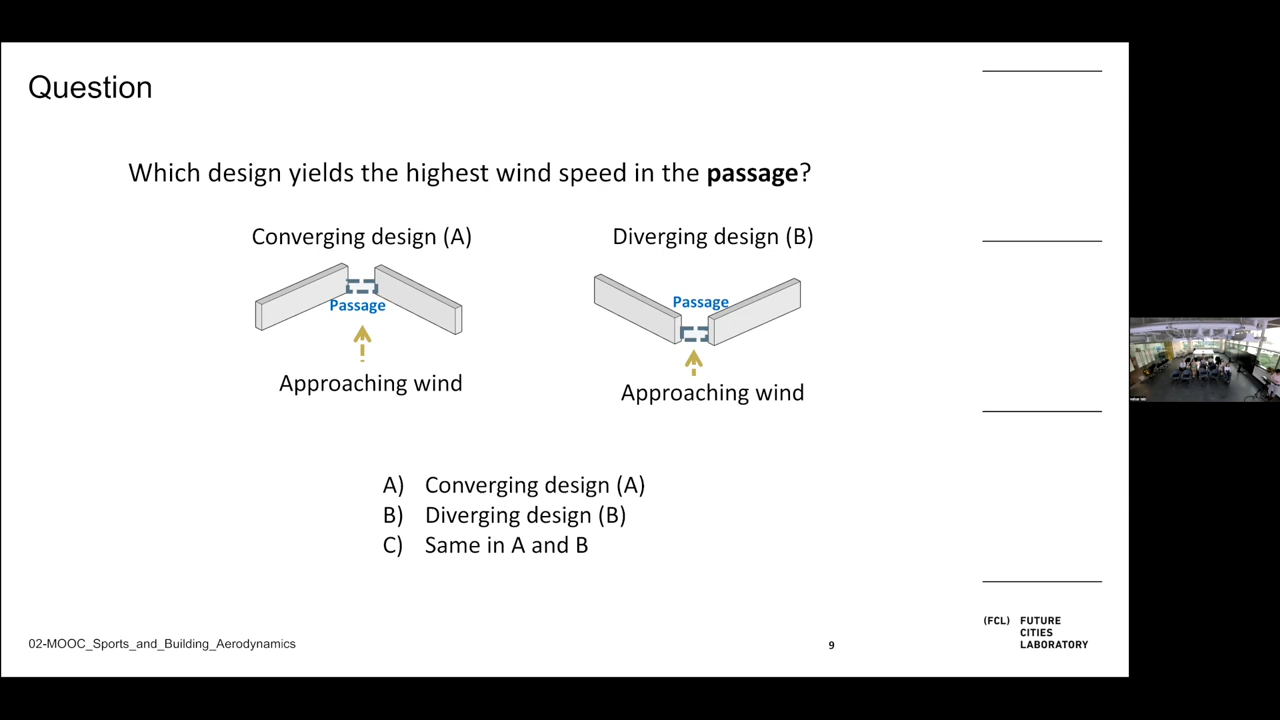 Question
Which design yields the highest wind speed in the passage?
Converging design (A)
Passage
Approaching wind
Diverging design (B)
Passage
Approaching wind
A) Converging design (A)
B) Diverging design (B)
C) Same in A and B
02-MOOC_Sports_and_Building_Aerodynamics
9
(FCL) FUTURE
CITIES
LABORATORY